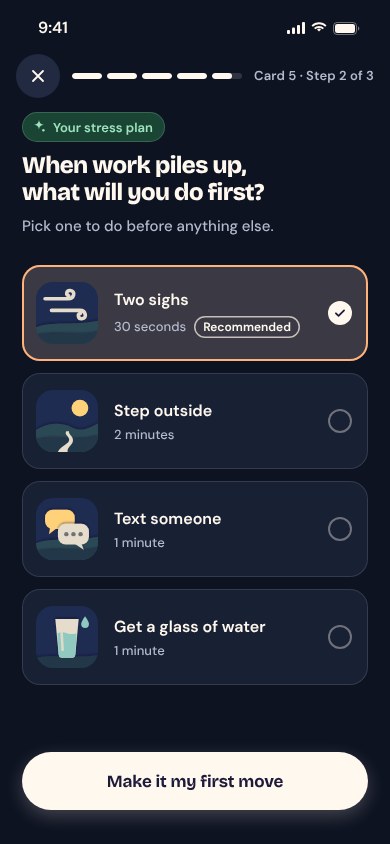 9:41
Card 5 · Step 2 of 3
Your stress plan
When work piles up,
what will you do first?
Pick one to do before anything else.
Two sighs
30 seconds Recommended
Step outside
2 minutes
Text someone
1 minute
Get a glass of water
1 minute
Make it my first move